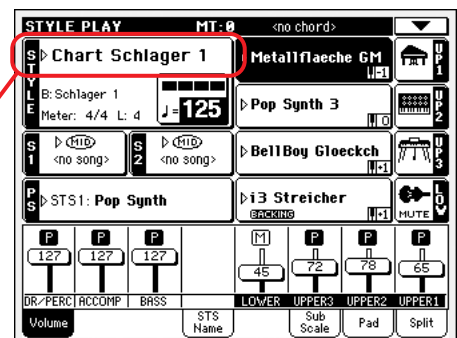 STYLE PLAY MT:0 <no chord>
STYLE
Chart Schlager 1
B: Schlager 1
Meter: 4/4 L: 4
♩=125
Metallflaeche GM
-1
UP1
Pop Synth 3
0
UP2
S1
MID
<no song>
S2
MID
<no song>
BellBoy Gloeckch
+1
UP3
PS
STS1: Pop Synth
i3 Streicher
BACKING
+1
MUTE
LOW
P P P M P P P
127 127 127 45 72 78 65
DR/PERC ACCOMP BASS LOWER UPPER3 UPPER2 UPPER1
Volume
STS Name
Sub Scale
Pad
Split